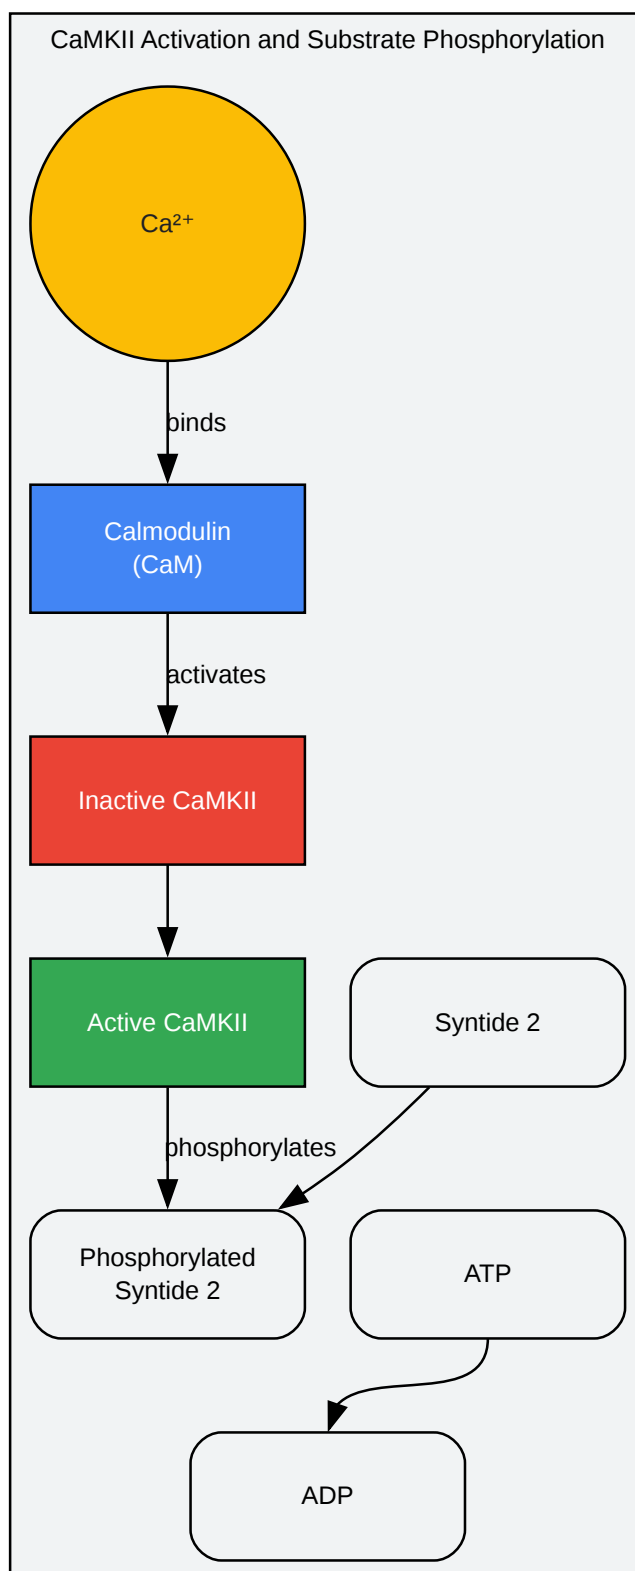 CaMKII Activation and Substrate Phosphorylation
Ca²⁺
binds
Calmodulin
(CaM)
activates
Inactive CaMKII
Active CaMKII
Syntide 2
phosphorylates
Phosphorylated
Syntide 2
ATP
ADP